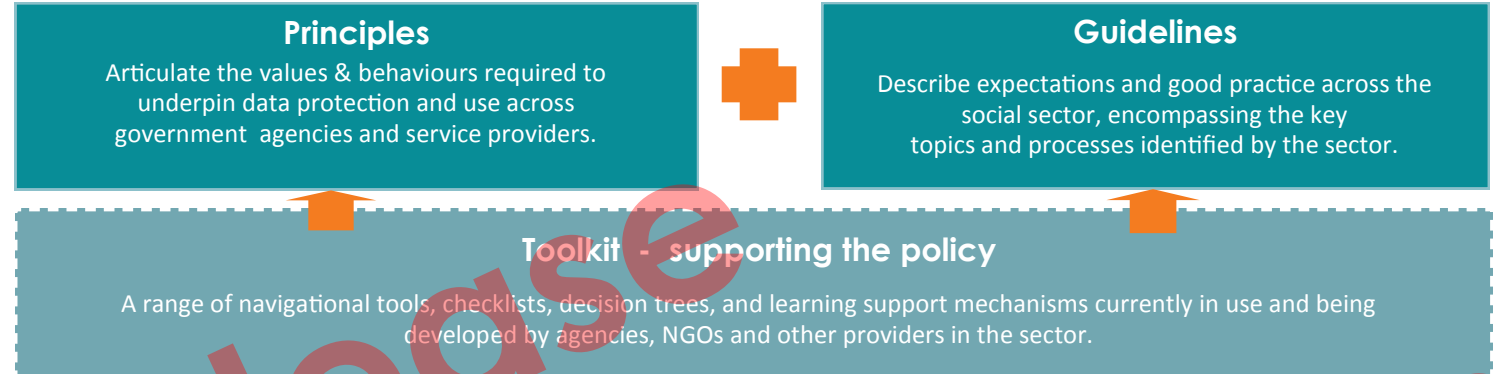 Principles
Articulate the values & behaviours required to
underpin data protection and use across
government agencies and service providers.
Guidelines
Describe expectations and good practice across the
social sector, encompassing the key
topics and processes identified by the sector.
Toolkit - supporting the policy
A range of navigational tools, checklists, decision trees, and learning support mechanisms currently in use and being
developed by agencies, NGOs and other providers in the sector.